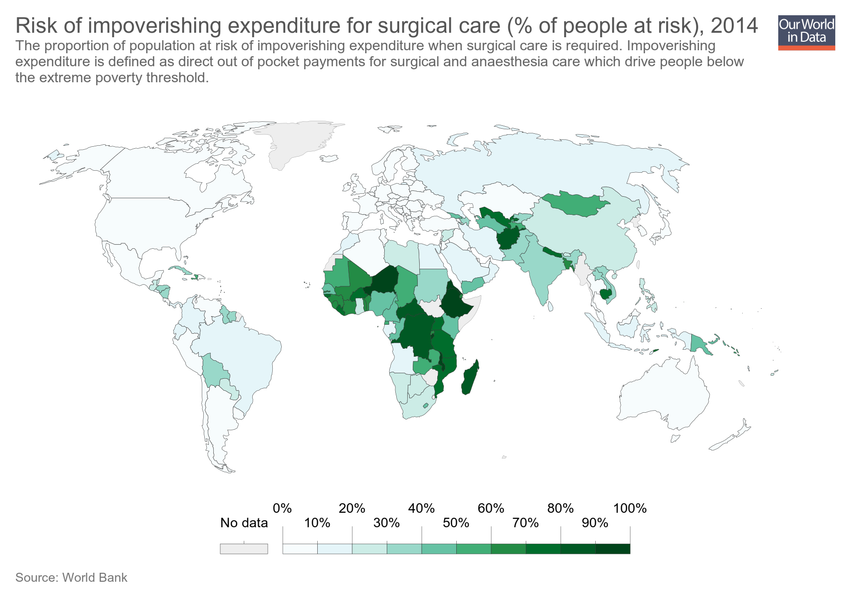 Risk of impoverishing expenditure for surgical care (% of people at risk), 2014
Our World
in Data
The proportion of population at risk of impoverishing expenditure when surgical care is required. Impoverishing
expenditure is defined as direct out of pocket payments for surgical and anaesthesia care which drive people below
the extreme poverty threshold.
0% 20% 40% 60% 80% 100%
No data 10% 30% 50% 70% 90%
Source: World Bank